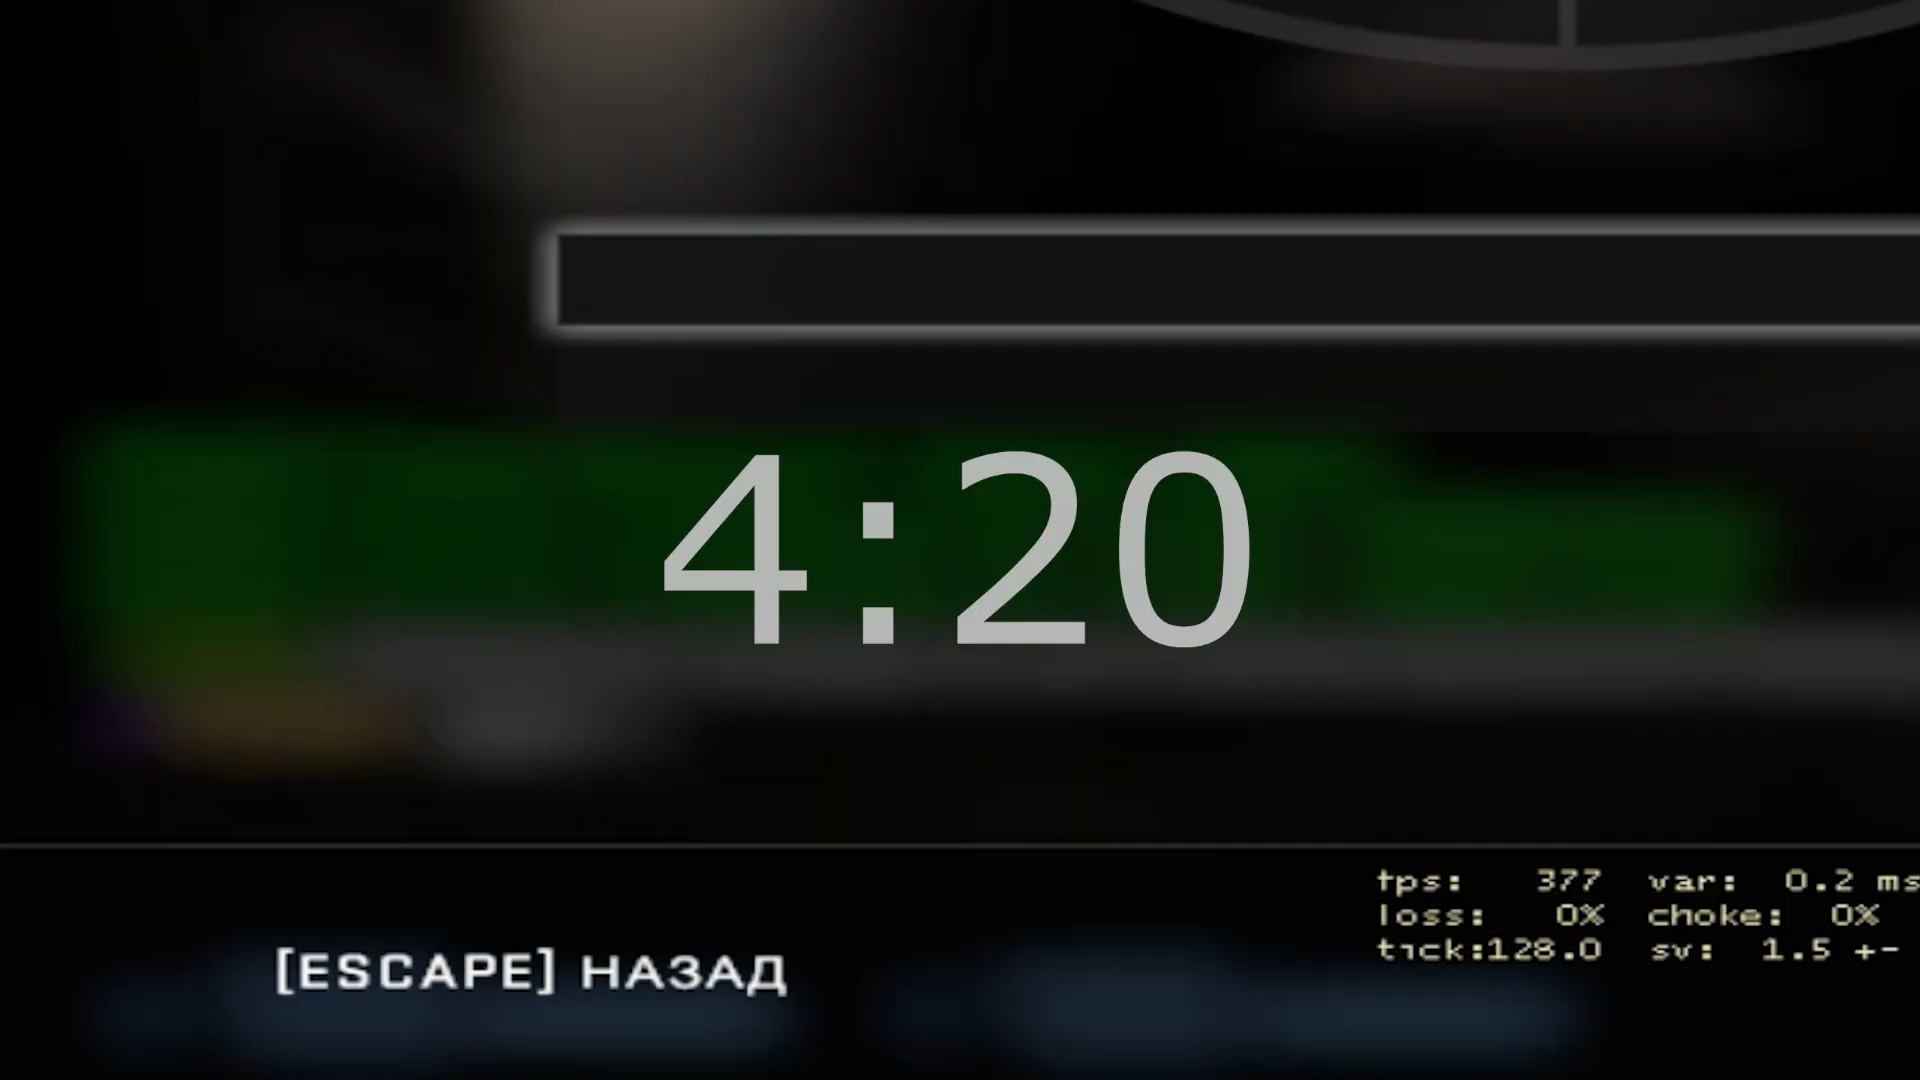 4:20
fps: 377 var: 0.2 ms
loss: 0% choke: 0%
tick:128.0 sv: 1.5 +-
[ESCAPE] НАЗАД